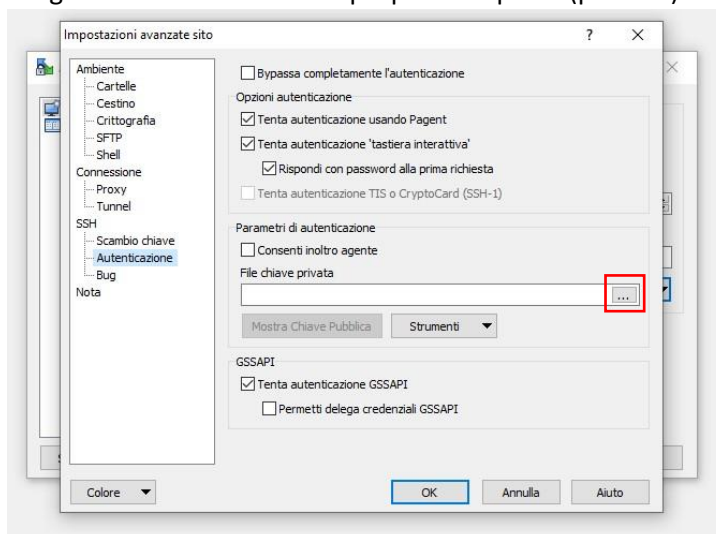 Impostazioni avanzate sito ? ×
Ambiente
Cartelle
Cestino
Crittografia
SFTP
Shell
Connessione
Proxy
Tunnel
SSH
Scambio chiave
Autenticazione
Bug
Nota
Bypassa completamente l'autenticazione
Opzioni autenticazione
Tenta autenticazione usando Pagent
Tenta autenticazione 'tastiera interattiva'
Rispondi con password alla prima richiesta
Tenta autenticazione TIS o CryptoCard (SSH-1)
Parametri di autenticazione
Consenti inoltro agente
File chiave privata
...
Mostra Chiave Pubblica
Strumenti
GSSAPI
Tenta autenticazione GSSAPI
Permetti delega credenziali GSSAPI
Colore
OK
Annulla
Aiuto